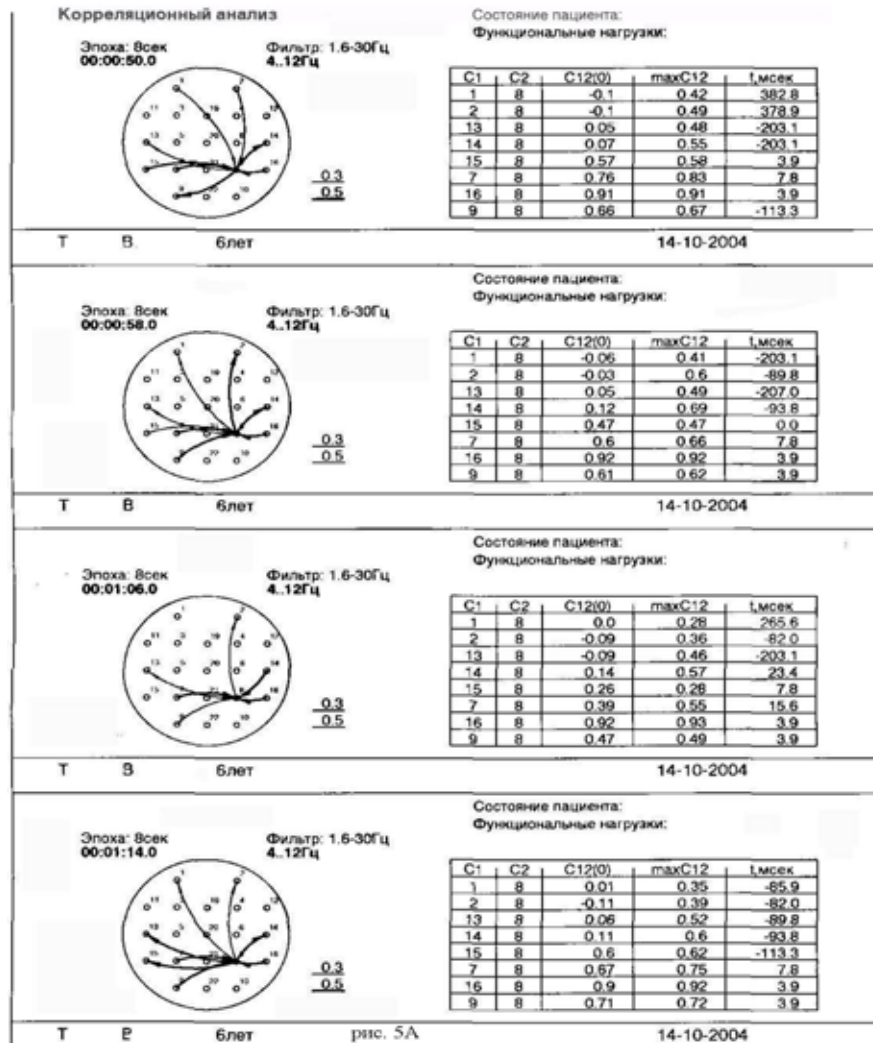 Корреляционный анализ
Состояние пациента:
Функциональные нагрузки:
Эпоха: 8сек Фильтр: 1.6-30Гц
00:00:50.0 4..12Гц
0.3
0.5
C1 C2 C12(0) maxC12 t,мсек
1 8 -0.1 0.42 382.8
2 8 -0.1 0.49 378.9
13 8 0.05 0.48 -203.1
14 8 0.07 0.55 -203.1
15 8 0.57 0.58 3.9
7 8 0.76 0.83 7.8
16 8 0.91 0.91 3.9
9 8 0.66 0.67 -113.3
Т В. 6лет 14-10-2004
Состояние пациента:
Функциональные нагрузки:
Эпоха: 8сек Фильтр: 1.6-30Гц
00:00:58.0 4..12Гц
0.3
0.5
C1 C2 C12(0) maxC12 t,мсек
1 8 -0.06 0.41 -203.1
2 8 -0.03 0.6 -89.8
13 8 0.05 0.49 -207.0
14 8 0.12 0.69 -93.8
15 8 0.47 0.47 0.0
7 8 0.6 0.66 7.8
16 8 0.92 0.92 3.9
9 8 0.61 0.62 3.9
Т В 6лет 14-10-2004
Состояние пациента:
Функциональные нагрузки:
Эпоха: 8сек Фильтр: 1.6-30Гц
00:01:06.0 4..12Гц
0.3
0.5
C1 C2 C12(0) maxC12 t,мсек
1 8 0.0 0.28 265.6
2 8 -0.09 0.36 -82.0
13 8 -0.09 0.46 -203.1
14 8 0.14 0.57 23.4
15 8 0.26 0.28 7.8
7 8 0.39 0.55 15.6
16 8 0.92 0.93 3.9
9 8 0.47 0.49 3.9
Т В 6лет 14-10-2004
Состояние пациента:
Функциональные нагрузки:
Эпоха: 8сек Фильтр: 1.6-30Гц
00:01:14.0 4..12Гц
0.3
0.5
C1 C2 C12(0) maxC12 t,мсек
1 8 0.01 0.35 -85.9
2 8 -0.11 0.39 -82.0
13 8 0.06 0.52 -89.8
14 8 0.11 0.6 -93.8
15 8 0.6 0.62 -113.3
7 8 0.67 0.75 7.8
16 8 0.9 0.92 3.9
9 8 0.71 0.72 3.9
Т 6лет рис. 5А 14-10-2004